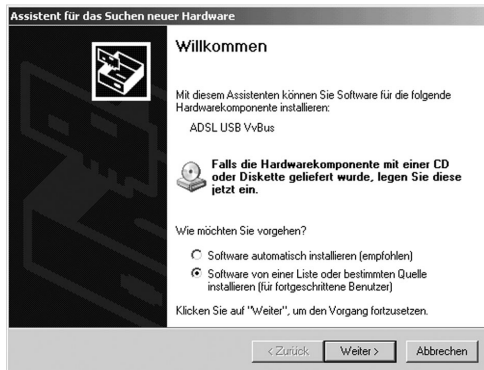 Assistent für das Suchen neuer Hardware
Willkommen
Mit diesem Assistenten können Sie Software für die folgende
Hardwarekomponente installieren:
ADSL USB VvBus
Falls die Hardwarekomponente mit einer CD
oder Diskette geliefert wurde, legen Sie diese
jetzt ein.
Wie möchten Sie vorgehen?
Software automatisch installieren (empfohlen)
Software von einer Liste oder bestimmten Quelle
installieren (für fortgeschrittene Benutzer)
Klicken Sie auf "Weiter", um den Vorgang fortzusetzen.
< Zurück Weiter > Abbrechen